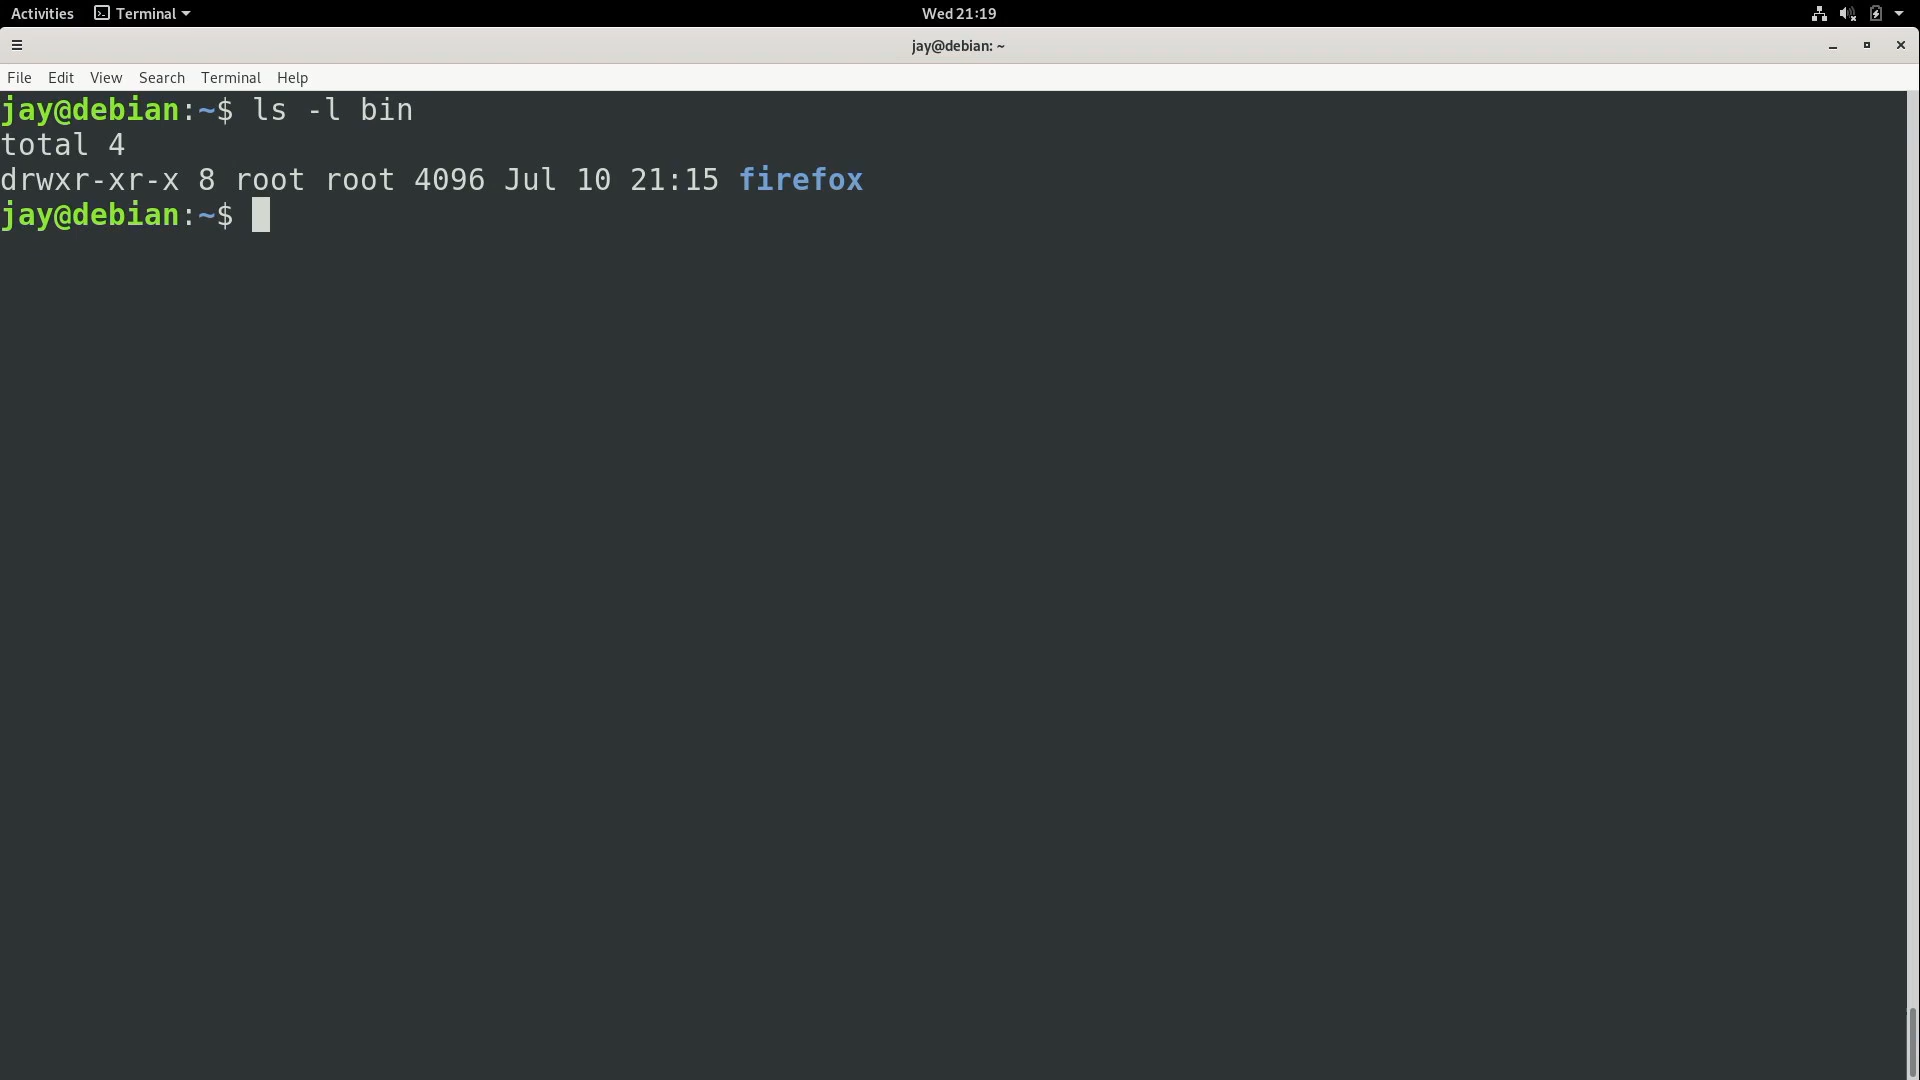 Activities Terminal Wed 21:19
jay@debian: ~
File Edit View Search Terminal Help
jay@debian:~$ ls -l bin
total 4
drwxr-xr-x 8 root root 4096 Jul 10 21:15 firefox
jay@debian:~$